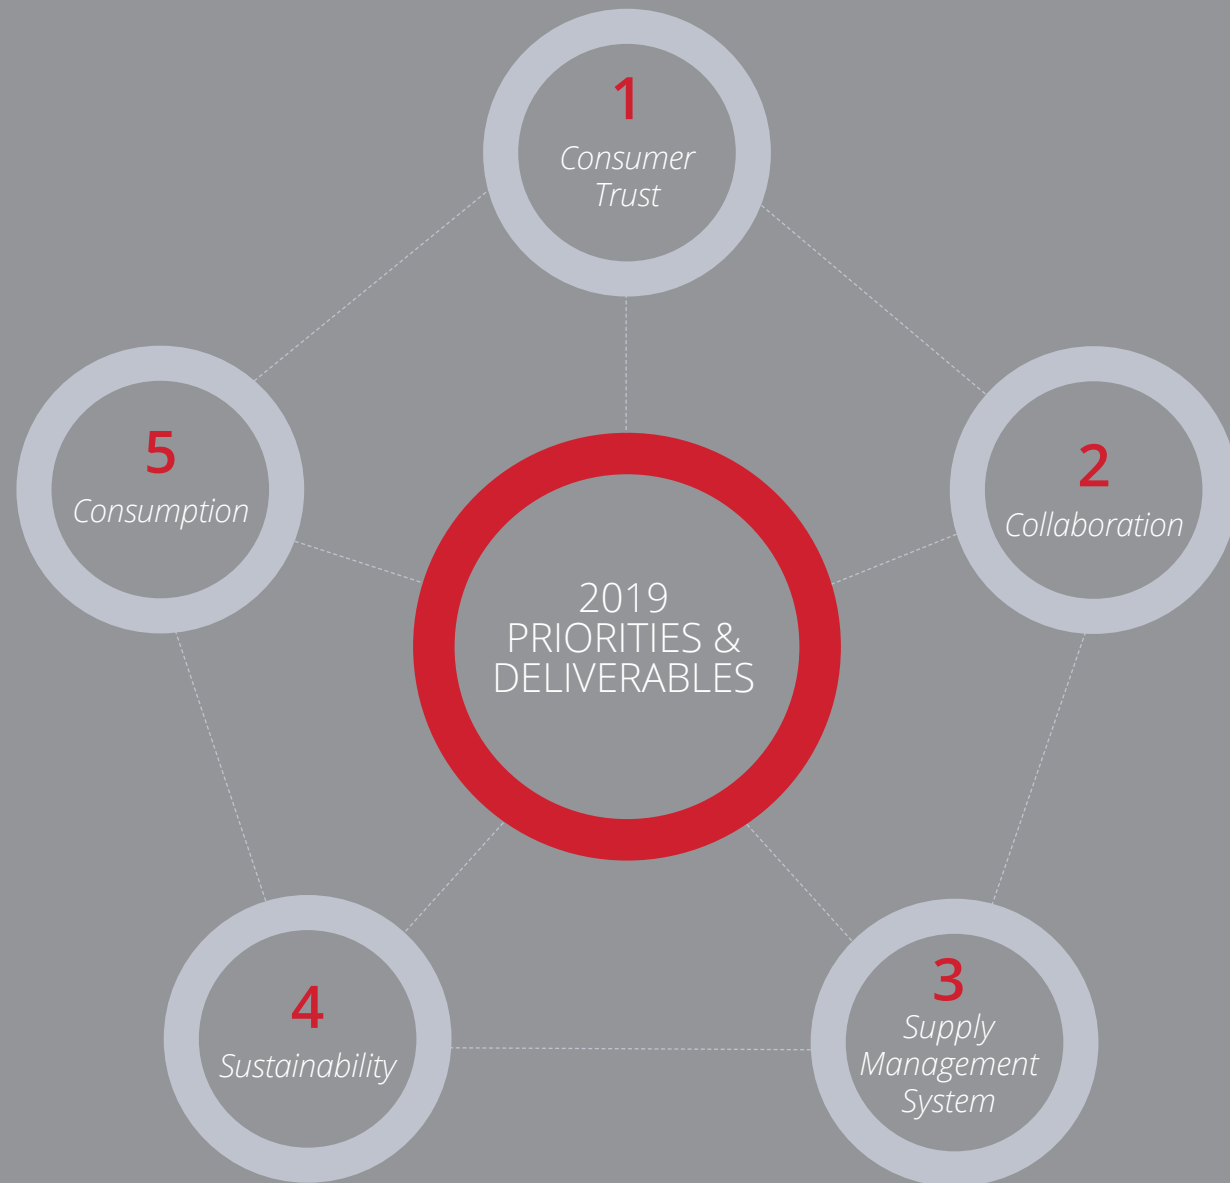 1
Consumer
Trust
2
Collaboration
3
Supply
Management
System
4
Sustainability
5
Consumption
2019
PRIORITIES &
DELIVERABLES